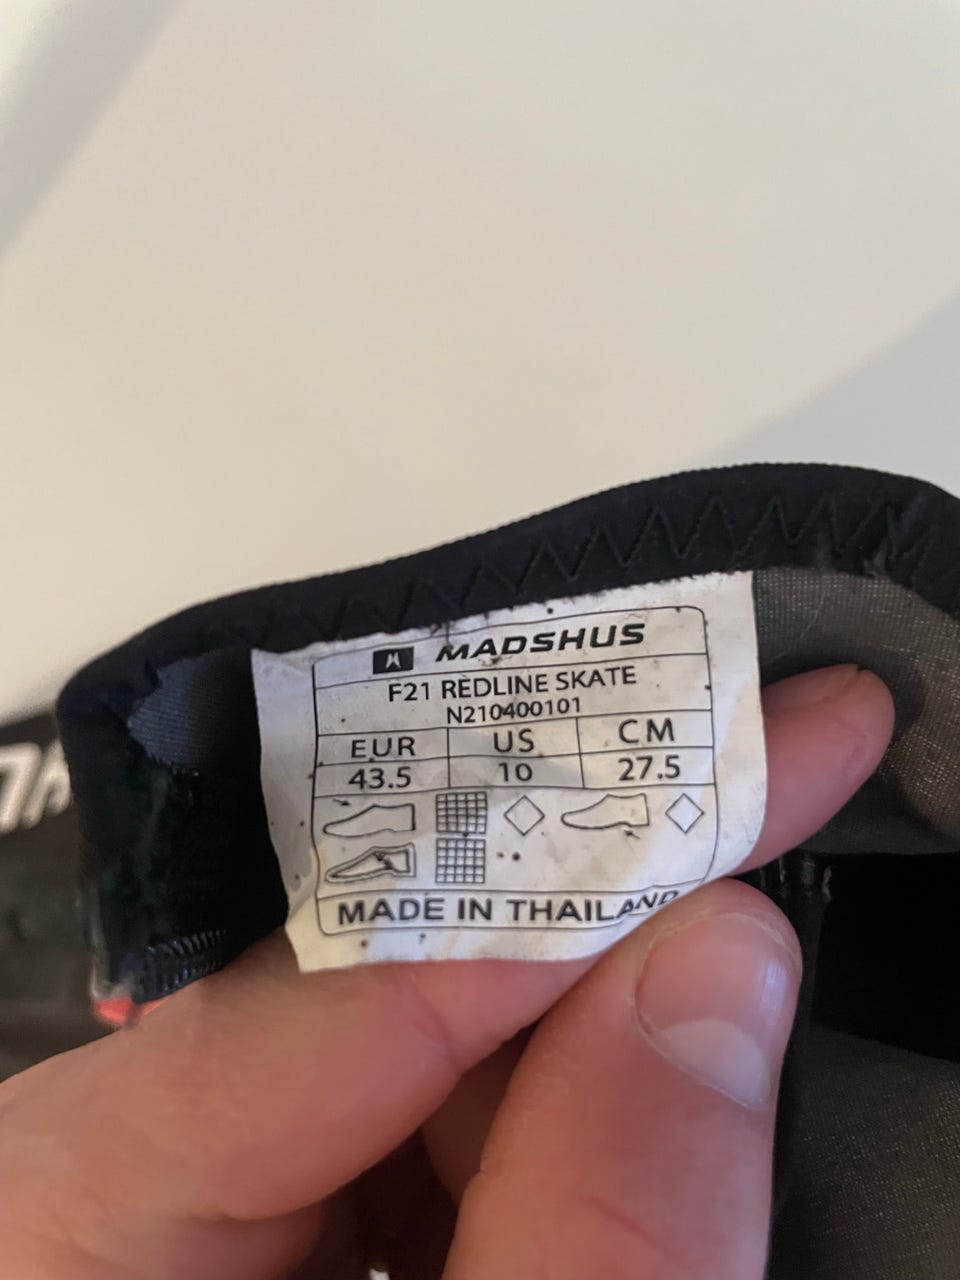 MADSHUS
F21 REDLINE SKATE
N210400101
EUR US CM
43.5 10 27.5
MADE IN THAILAND